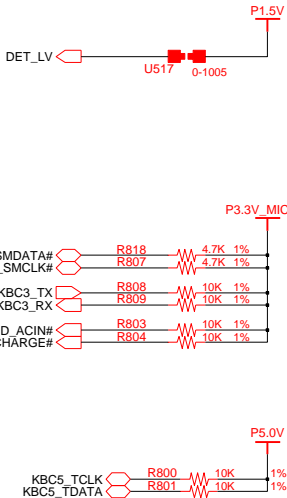 P1.5V
DET_LV
U517 0-1005
P3.3V_MIC
SMDATA# R818 4.7K 1%
_SMCLK# R807 4.7K 1%
KBC3_TX R808 10K 1%
KBC3_RX R809 10K 1%
D_ACIN# R803 10K 1%
CHARGE# R804 10K 1%
P5.0V
KBC5_TCLK R800 10K 1%
KBC5_TDATA R801 10K 1%